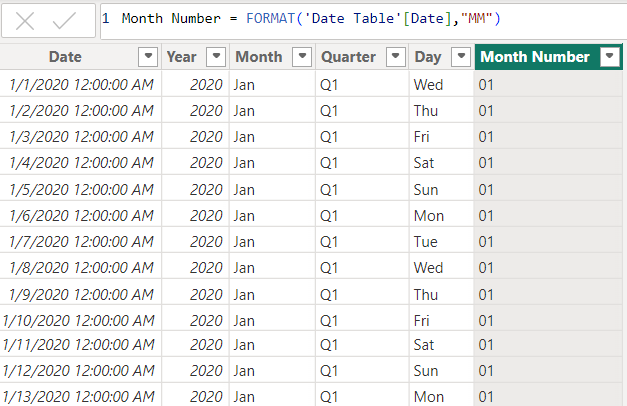 1 Month Number = FORMAT('Date Table'[Date],"MM")
Date Year Month Quarter Day Month Number
1/1/2020 12:00:00 AM 2020 Jan Q1 Wed 01
1/2/2020 12:00:00 AM 2020 Jan Q1 Thu 01
1/3/2020 12:00:00 AM 2020 Jan Q1 Fri 01
1/4/2020 12:00:00 AM 2020 Jan Q1 Sat 01
1/5/2020 12:00:00 AM 2020 Jan Q1 Sun 01
1/6/2020 12:00:00 AM 2020 Jan Q1 Mon 01
1/7/2020 12:00:00 AM 2020 Jan Q1 Tue 01
1/8/2020 12:00:00 AM 2020 Jan Q1 Wed 01
1/9/2020 12:00:00 AM 2020 Jan Q1 Thu 01
1/10/2020 12:00:00 AM 2020 Jan Q1 Fri 01
1/11/2020 12:00:00 AM 2020 Jan Q1 Sat 01
1/12/2020 12:00:00 AM 2020 Jan Q1 Sun 01
1/13/2020 12:00:00 AM 2020 Jan Q1 Mon 01